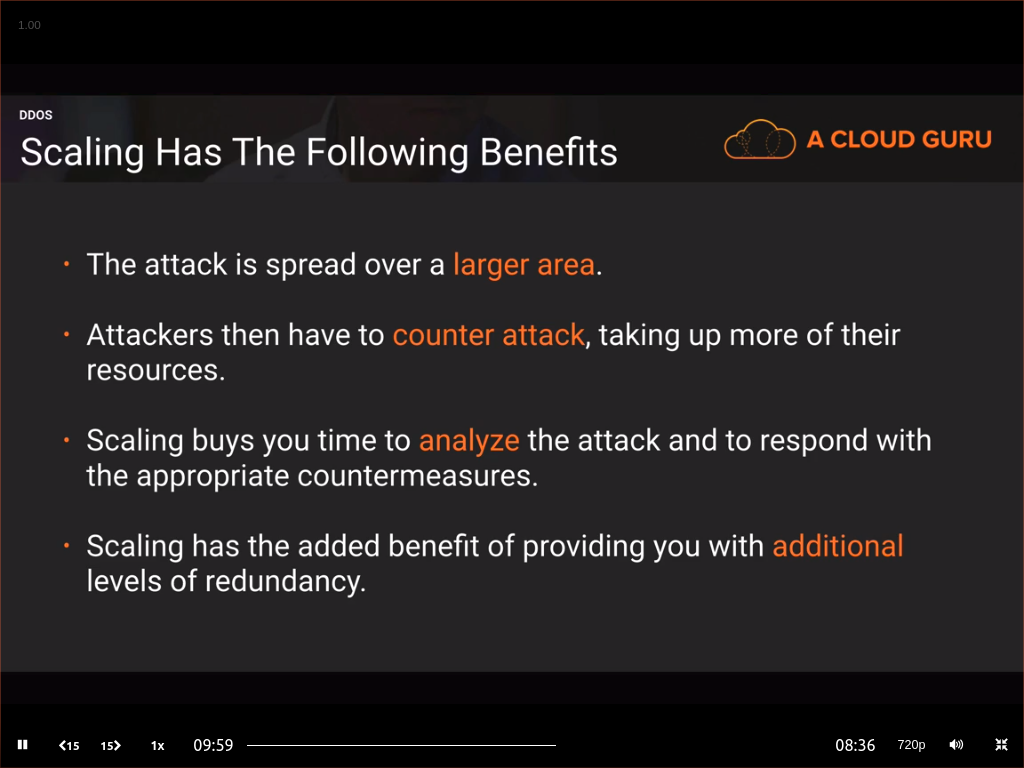 1.00
DDOS
Scaling Has The Following Benefits
A CLOUD GURU
• The attack is spread over a larger area.
• Attackers then have to counter attack, taking up more of their
resources.
• Scaling buys you time to analyze the attack and to respond with
the appropriate countermeasures.
• Scaling has the added benefit of providing you with additional
levels of redundancy.
15 15 1x 09:59 08:36 720p